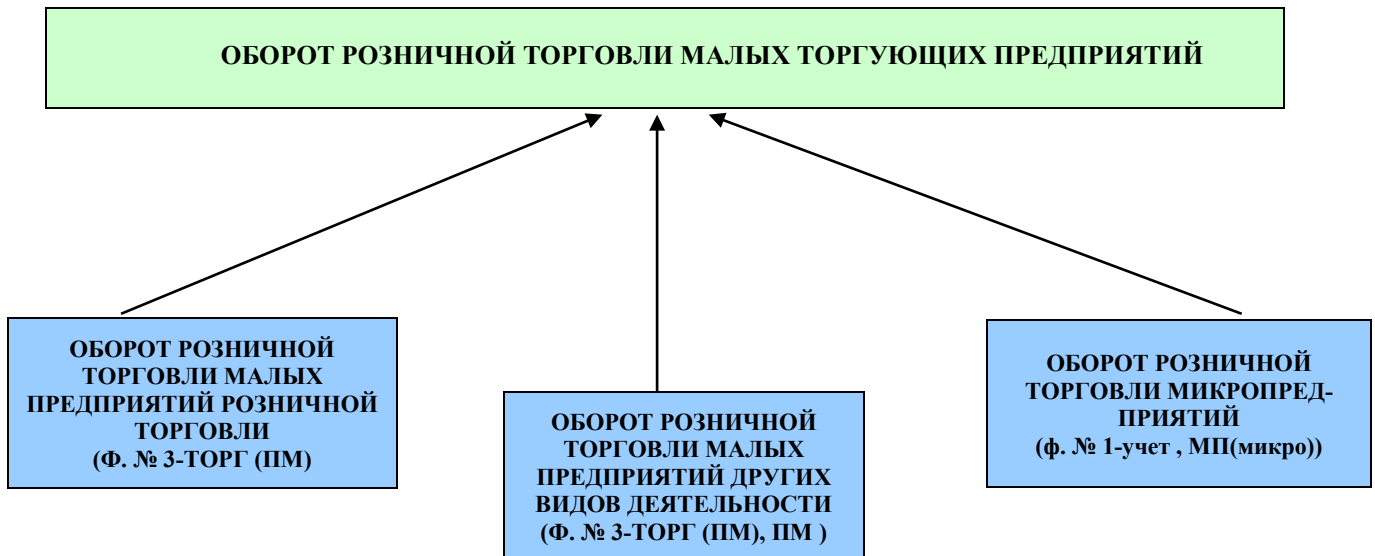 ОБОРОТ РОЗНИЧНОЙ ТОРГОВЛИ МАЛЫХ ТОРГУЮЩИХ ПРЕДПРИЯТИЙ
ОБОРОТ РОЗНИЧНОЙ
ТОРГОВЛИ МАЛЫХ
ПРЕДПРИЯТИЙ РОЗНИЧНОЙ
ТОРГОВЛИ
(Ф. № 3-ТОРГ (ПМ)
ОБОРОТ РОЗНИЧНОЙ
ТОРГОВЛИ МАЛЫХ
ПРЕДПРИЯТИЙ ДРУГИХ
ВИДОВ ДЕЯТЕЛЬНОСТИ
(Ф. № 3-ТОРГ (ПМ), ПМ )
ОБОРОТ РОЗНИЧНОЙ
ТОРГОВЛИ МИКРОПРЕД-
ПРИЯТИЙ
(ф. № 1-учет , МП(микро))